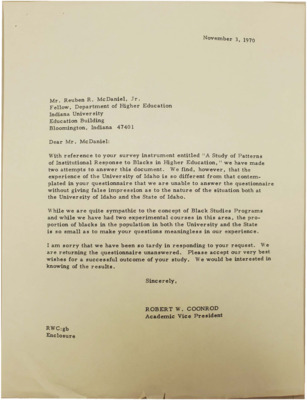 November 3, 1970
Mr. Reuben R. McDaniel, Jr.
Fellow, Department of Higher Education
Indiana University
Education Building
Bloomington, Indiana 47401
Dear Mr. McDaniel:
With reference to your survey instrument entitled "A Study of Patterns
of Institutional Response to Blacks in Higher Education," we have made
two attempts to answer this document. We find, however, that the
experience of the University of Idaho is so different from that contem-
plated in your questionnaire that we are unable to answer the questionnaire
without giving false impression as to the nature of the situation both at
the University of Idaho and the State of Idaho.
While we are quite sympathetic to the concept of Black Studies Programs
and while we have had two experimental courses in this area, the pro-
portion of blacks in the population in both the University and the State
is so small as to make your questions meaningless in our experience.
I am sorry that we have been so tardy in responding to your request. We
are returning the questionnaire unanswered. Please accept our very best
wishes for a successful outcome of your study. We would be interested in
knowing of the results.
Sincerely,
ROBERT W. COONROD
Academic Vice President
RWC:gb
Enclosure